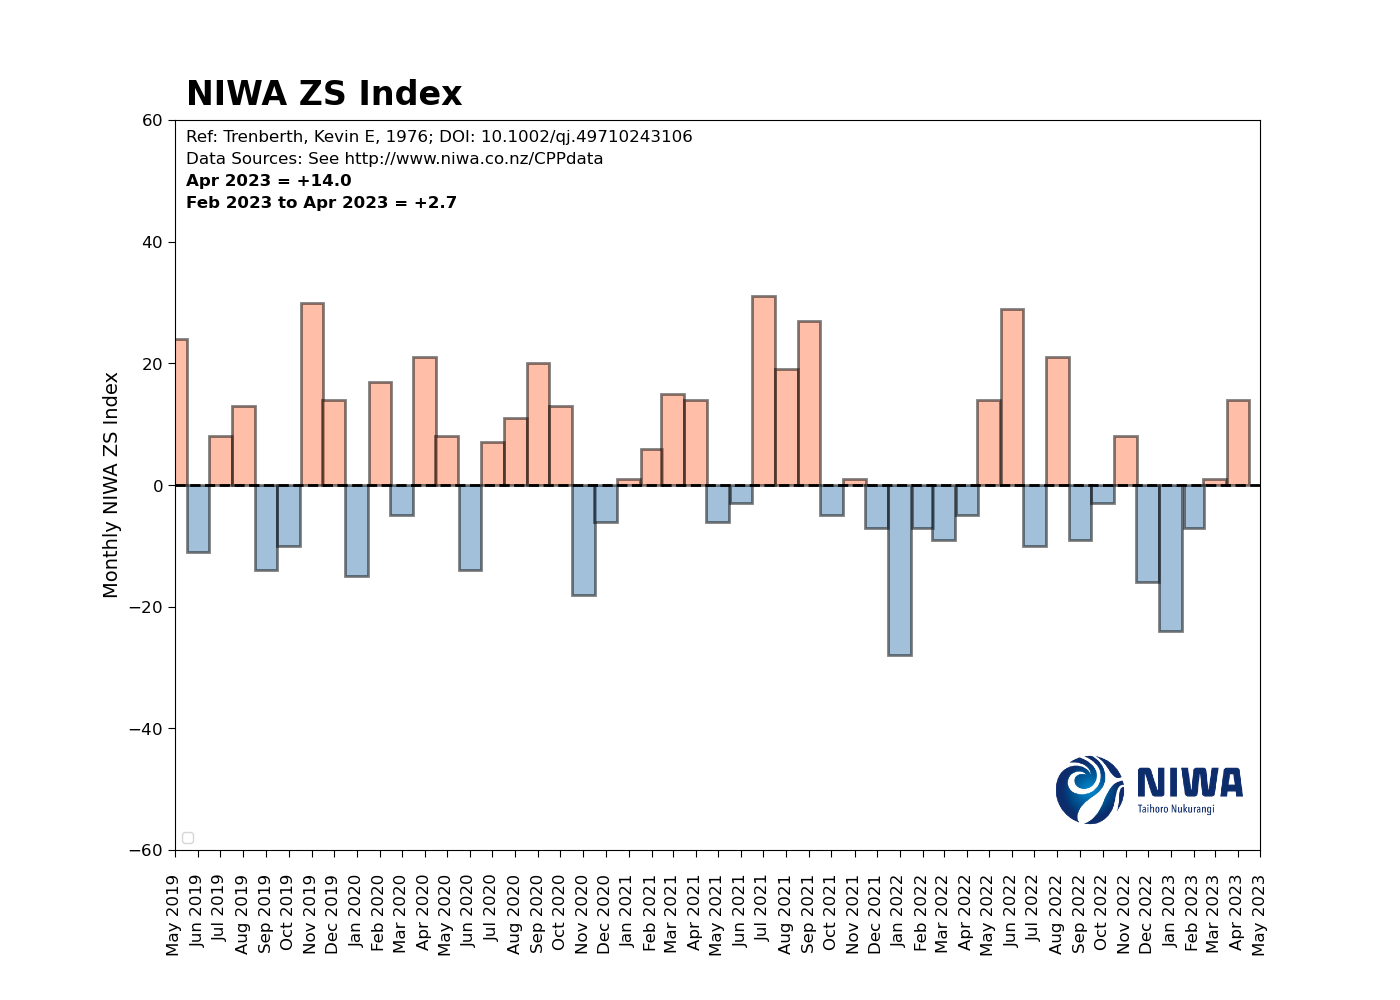 NIWA ZS Index
Ref: Trenberth, Kevin E, 1976; DOI: 10.1002/qj.49710243106
Data Sources: See http://www.niwa.co.nz/CPPdata
Apr 2023 = +14.0
Feb 2023 to Apr 2023 = +2.7
Monthly NIWA ZS Index
60
40
20
0
−20
−40
−60
NIWA
Taihoro Nukurangi
May 2019
Jun 2019
Jul 2019
Aug 2019
Sep 2019
Oct 2019
Nov 2019
Dec 2019
Jan 2020
Feb 2020
Mar 2020
Apr 2020
May 2020
Jun 2020
Jul 2020
Aug 2020
Sep 2020
Oct 2020
Nov 2020
Dec 2020
Jan 2021
Feb 2021
Mar 2021
Apr 2021
May 2021
Jun 2021
Jul 2021
Aug 2021
Sep 2021
Oct 2021
Nov 2021
Dec 2021
Jan 2022
Feb 2022
Mar 2022
Apr 2022
May 2022
Jun 2022
Jul 2022
Aug 2022
Sep 2022
Oct 2022
Nov 2022
Dec 2022
Jan 2023
Feb 2023
Mar 2023
Apr 2023
May 2023